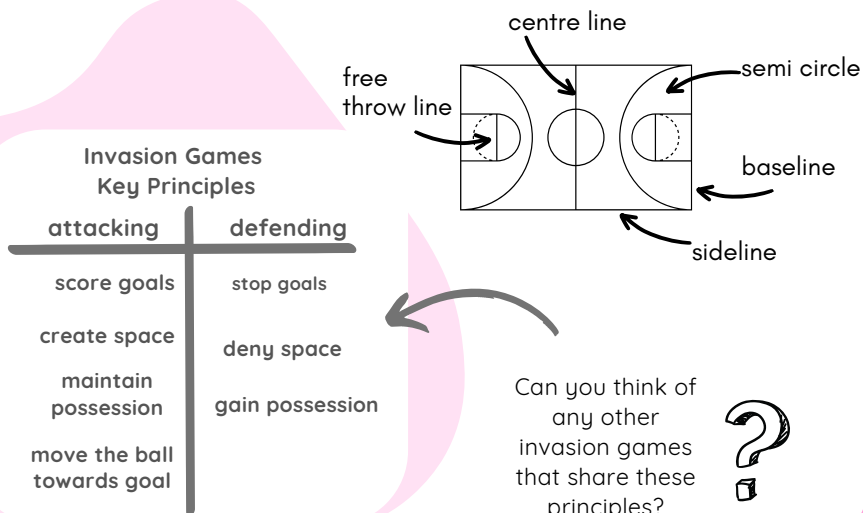 centre line
semi circle
free
throw line
baseline
sideline
Invasion Games
Key Principles
attacking
defending
score goals
stop goals
create space
deny space
maintain
possession
gain possession
move the ball
towards goal
Can you think of
any other
invasion games
that share these
principles?
?